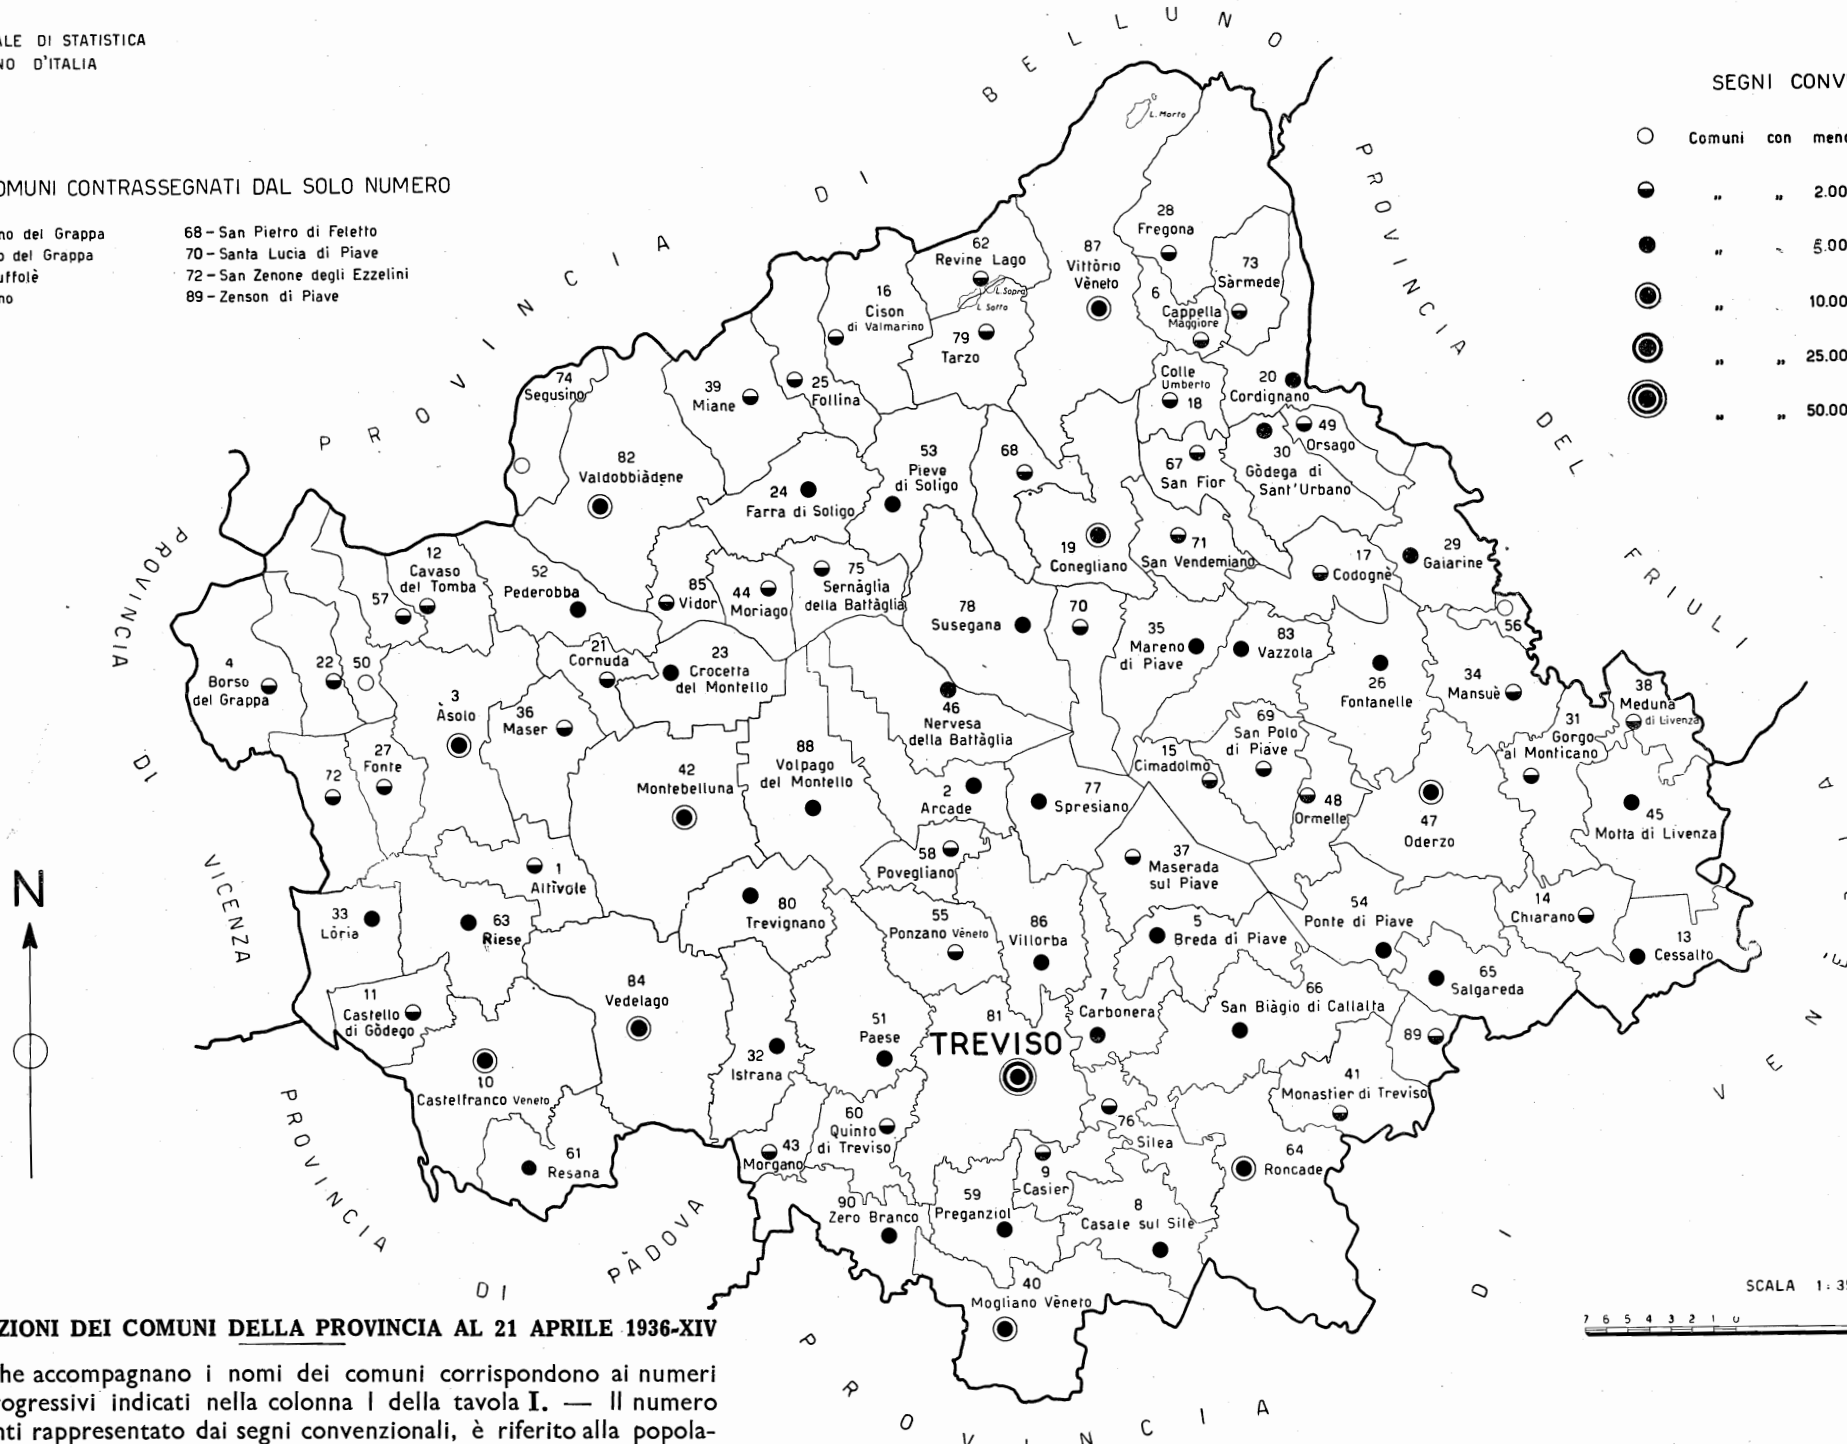 ALE DI STATISTICA
NO D'ITALIA
OMUNI CONTRASSEGNATI DAL SOLO NUMERO
no del Grappa
o del Grappa
uffolè
no
68 – San Pietro di Feletto
70 – Santa Lucia di Piave
72 – San Zenone degli Ezzelini
89 – Zenson di Piave
SEGNI CONV
Comuni con meno
„ „ 2.00
„ „ 5.00
„ „ 10.00
„ „ 25.00
„ „ 50.00
PROVINCIA DI BELLUNO
PROVINCIA DEL FRIULI
PROVINCIA DI VICENZA
PROVINCIA DI PÀDOVA
PROVINCIA DI VENE
L. Morto
28
Fregona
62
Revine Lago
L. Sopra
L. Sotto
87
Vittòrio
Vèneto
73
Sàrmede
16
Cison
di Valmarino
6
Cappella
Maggiore
79
Tarzo
74
Segusino
39
Miane
25
Follina
Colle
Umberto
18
20
Cordignano
49
Orsago
82
Valdobbiàdene
53
Pieve
di Soligo
68
67
San Fior
30
Gòdega di
Sant'Urbano
24
Farra di Soligo
19
Conegliano
71
San Vendemiano
17
Codognè
29
Gaiarine
12
Cavaso
del Tomba
57
52
Pederobba
85
Vidor
44
Moriago
75
Sernàglia
della Battàglia
78
Susegana
70
35
Mareno
di Piave
83
Vazzola
56
4
Borso
del Grappa
22
50
21
Cornuda
23
Crocetta
del Montello
26
Fontanelle
34
Mansuè
38
Meduna
di Livenza
3
Àsolo
36
Maser
46
Nervesa
della Battàglia
69
San Polo
di Piave
31
Gorgo
al Monticano
27
Fonte
72
42
Montebelluna
88
Volpago
del Montello
15
Cimadolmo
2
Arcade
77
Spresiano
48
Ormelle
47
Oderzo
45
Motta di Livenza
1
Altìvole
58
Povegliano
37
Maserada
sul Piave
33
Lòria
63
Riese
80
Trevignano
55
Ponzano Vèneto
86
Villorba
5
Breda di Piave
54
Ponte di Piave
14
Chiarano
13
Cessalto
11
Castello
di Gòdego
84
Vedelago
7
Carbonera
66
San Biàgio di Callalta
65
Salgareda
51
Paese
81
TREVISO
89
10
Castelfranco Veneto
32
Istrana
41
Monastier di Treviso
60
Quinto
di Treviso
76
Silea
61
Resana
43
Morgano
9
Casier
64
Roncade
90
Zero Branco
59
Preganziol
8
Casale sul Sile
40
Mogliano Vèneto
N
SCALA 1:3
7 6 5 4 3 2 1 0
ZIONI DEI COMUNI DELLA PROVINCIA AL 21 APRILE 1936-XIV
he accompagnano i nomi dei comuni corrispondono ai numeri
rogressivi indicati nella colonna I della tavola I. — Il numero
nti rappresentato dai segni convenzionali, è riferito alla popola-